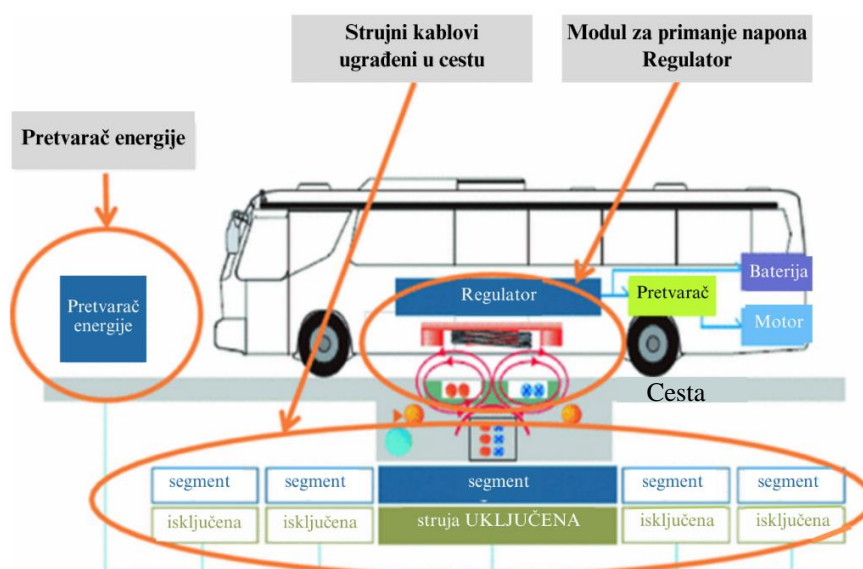 Strujni kablovi
ugrađeni u cestu
Modul za primanje napona
Regulator
Pretvarač energije
Pretvarač
energije
Regulator
Pretvarač
Baterija
Motor
Cesta
segment
segment
segment
segment
segment
isključena
isključena
struja UKLJUČENA
isključena
isključena